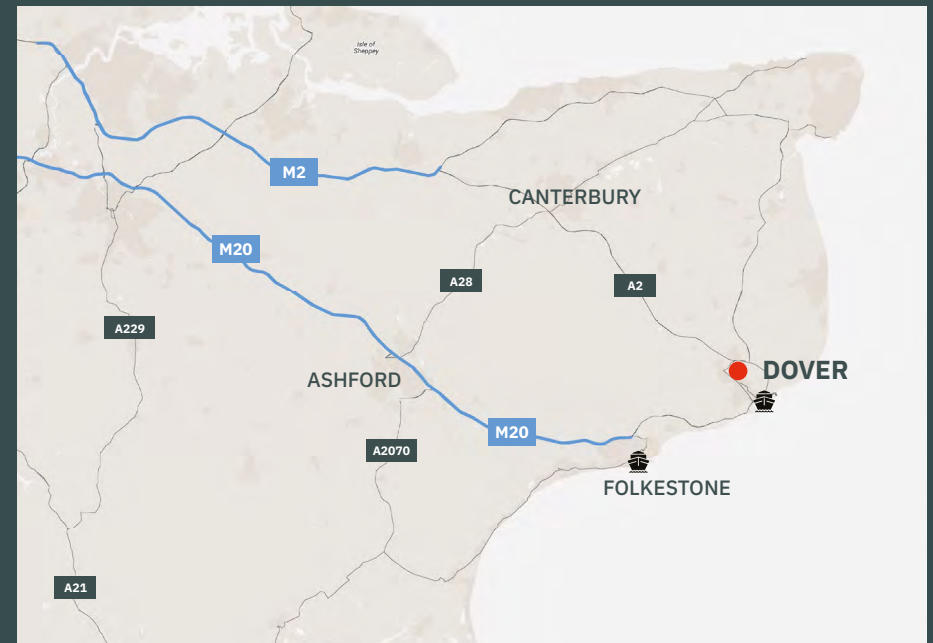 Isle of
Sheppey
M2
CANTERBURY
M20
A28
A2
A229
DOVER
ASHFORD
M20
A2070
FOLKESTONE
A21